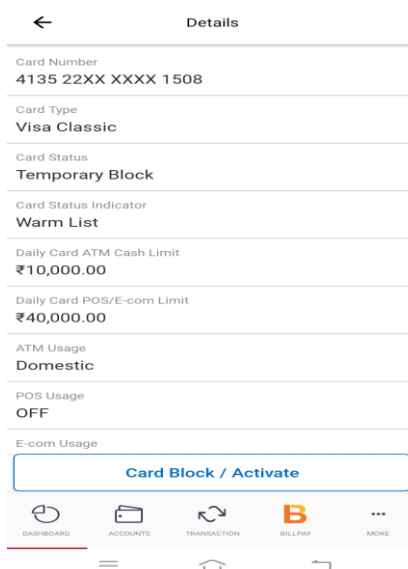 Details
Card Number
4135 22XX XXXX 1508
Card Type
Visa Classic
Card Status
Temporary Block
Card Status Indicator
Warm List
Daily Card ATM Cash Limit
₹10,000.00
Daily Card POS/E-com Limit
₹40,000.00
ATM Usage
Domestic
POS Usage
OFF
E-com Usage
Card Block / Activate
B
DASHBOARD ACCOUNTS TRANSACTION BILLPAY MORE